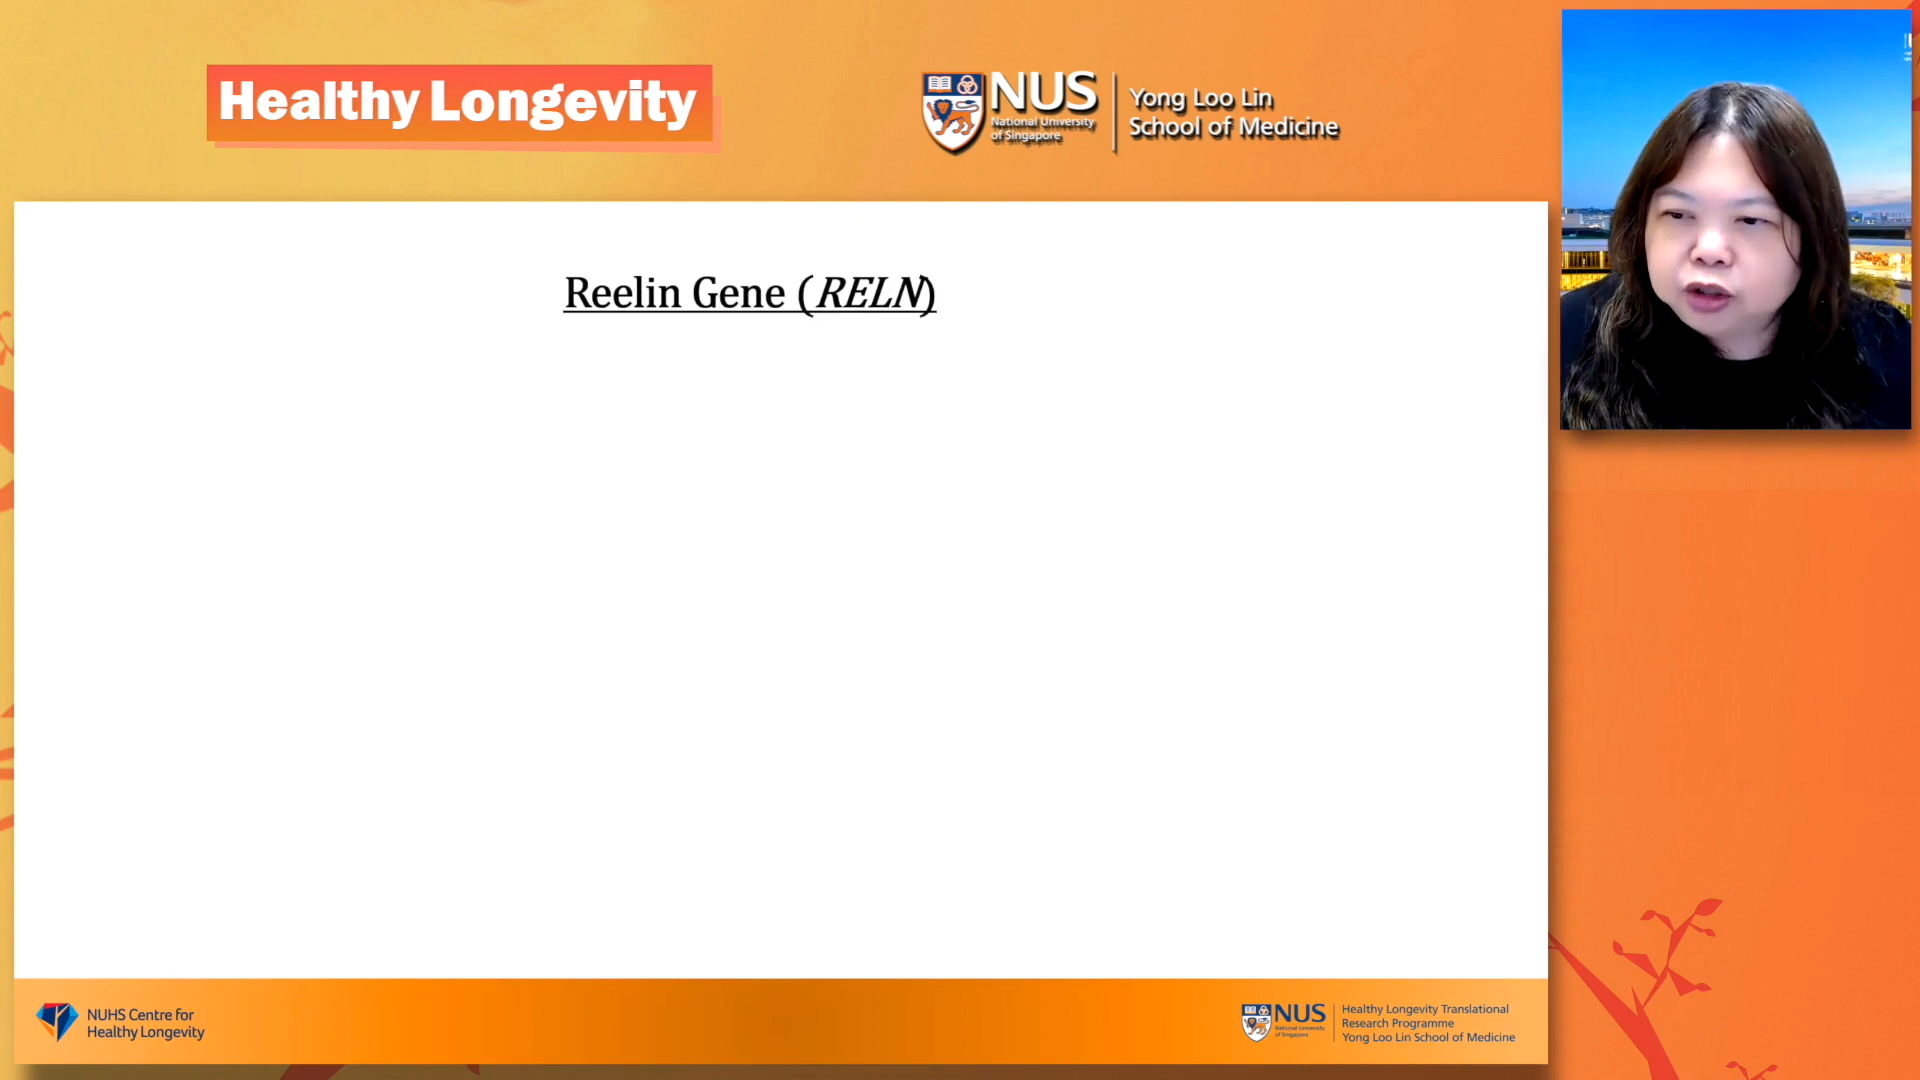 Healthy Longevity
NUS
National University
of Singapore
Yong Loo Lin
School of Medicine
Reelin Gene (RELN)
NUHS Centre for
Healthy Longevity
NUS
National University
of Singapore
Healthy Longevity Translational
Research Programme
Yong Loo Lin School of Medicine